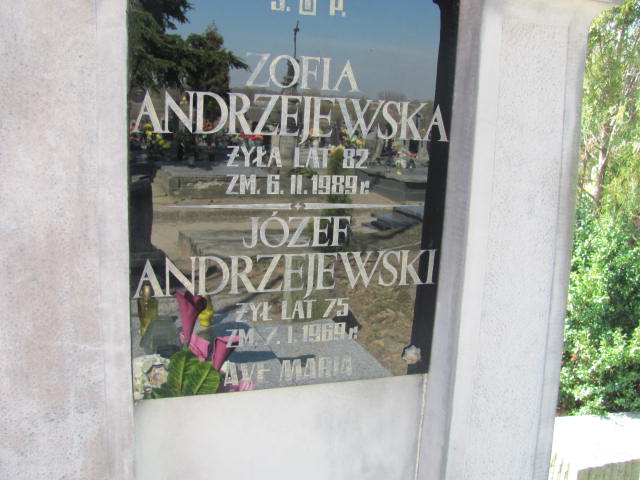 Ś. † P.
ZOFIA
ANDRZEJEWSKA
ŻYŁA LAT 82
ZM. 6. II. 1989 r.
JÓZEF
ANDRZEJEWSKI
ŻYŁ LAT 75
ZM. 7. I. 1969 r.
AVE MARIA